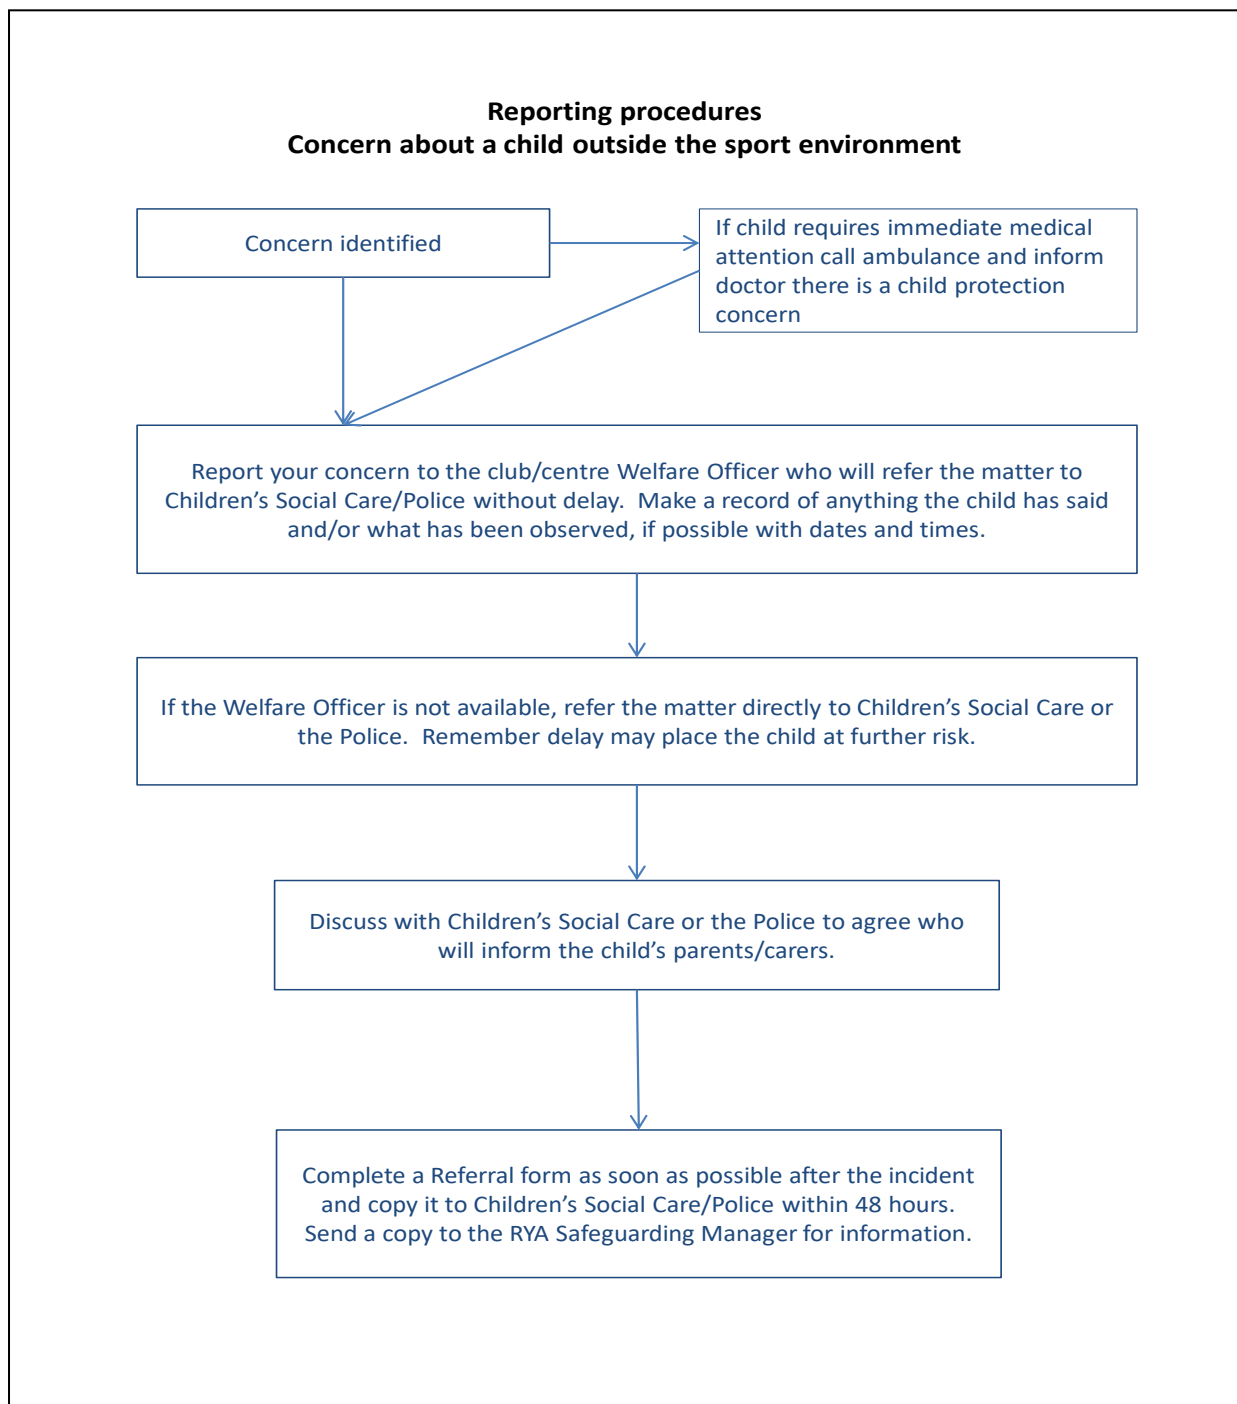 Reporting procedures
Concern about a child outside the sport environment
Concern identified
If child requires immediate medical
attention call ambulance and inform
doctor there is a child protection
concern
Report your concern to the club/centre Welfare Officer who will refer the matter to
Children’s Social Care/Police without delay.  Make a record of anything the child has said
and/or what has been observed, if possible with dates and times.
If the Welfare Officer is not available, refer the matter directly to Children’s Social Care or
the Police.  Remember delay may place the child at further risk.
Discuss with Children’s Social Care or the Police to agree who
will inform the child’s parents/carers.
Complete a Referral form as soon as possible after the incident
and copy it to Children’s Social Care/Police within 48 hours.
Send a copy to the RYA Safeguarding Manager for information.